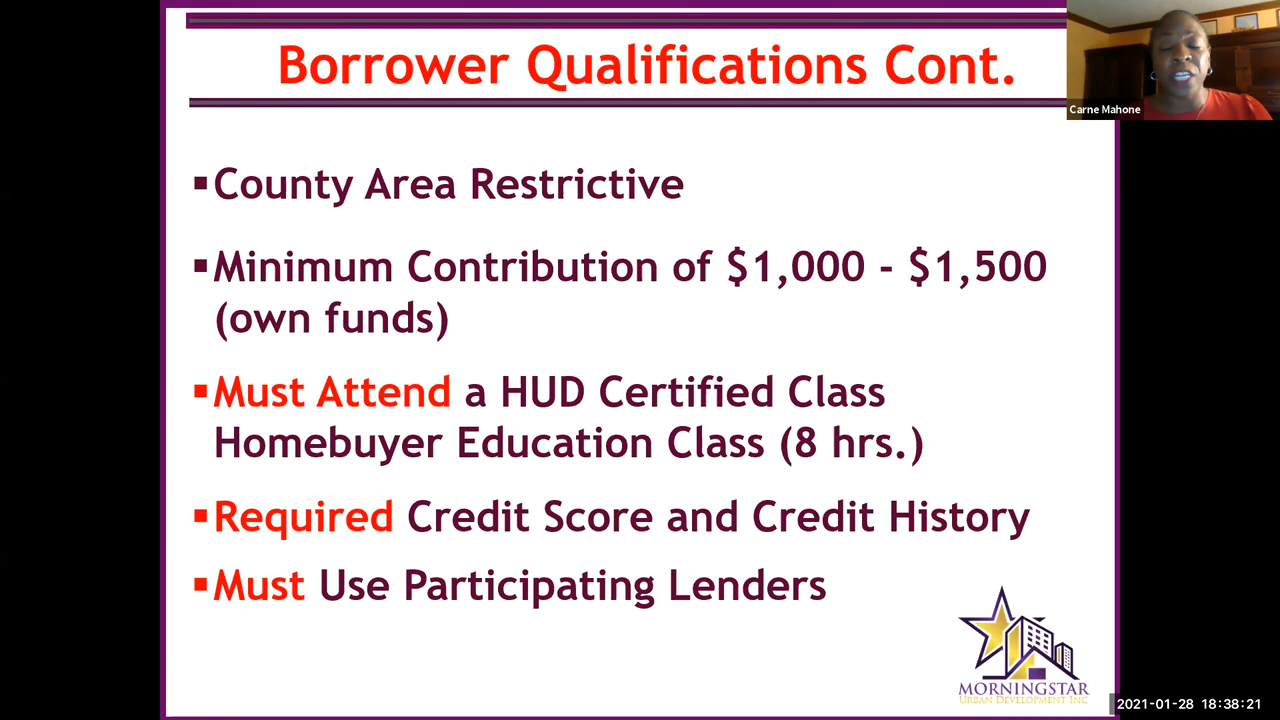 Borrower Qualifications Cont.
Carne Mahone
▪County Area Restrictive
▪Minimum Contribution of $1,000 - $1,500
(own funds)
▪Must Attend a HUD Certified Class
Homebuyer Education Class (8 hrs.)
▪Required Credit Score and Credit History
▪Must Use Participating Lenders
MORNINGSTAR
URBAN DEVELOPMENT INC
2021-01-28 18:38:21